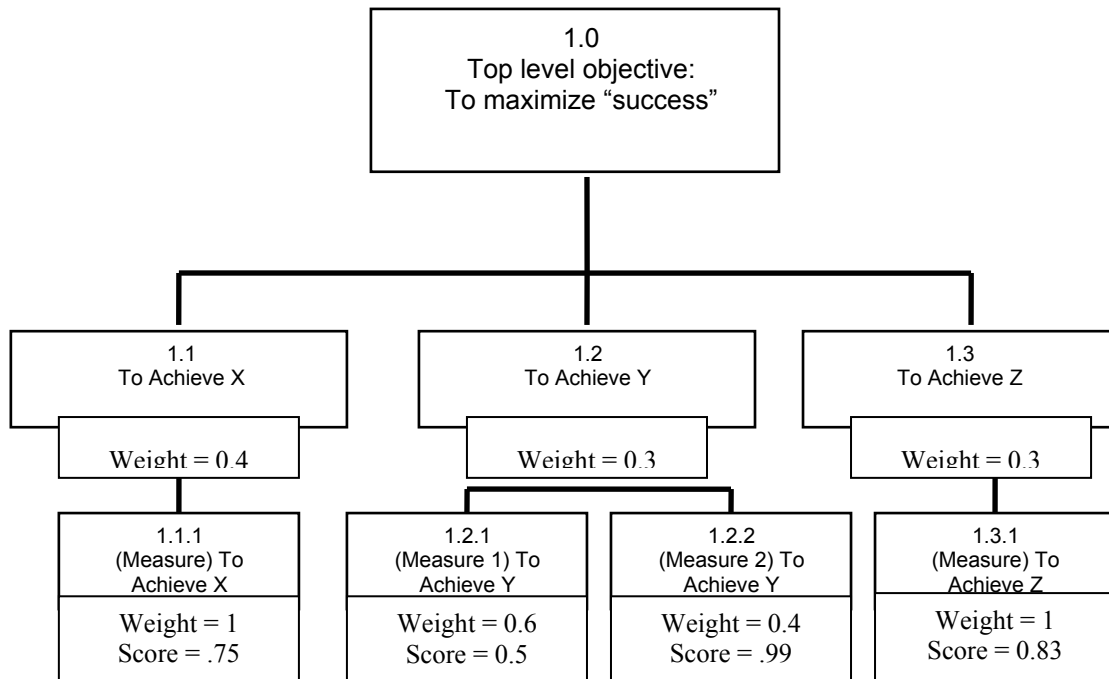 1.0
Top level objective:
To maximize “success”
1.1
To Achieve X
Weight = 0.4
1.2
To Achieve Y
Weight = 0.3
1.3
To Achieve Z
Weight = 0.3
1.1.1
(Measure) To
Achieve X
Weight = 1
Score = .75
1.2.1
(Measure 1) To
Achieve Y
Weight = 0.6
Score = 0.5
1.2.2
(Measure 2) To
Achieve Y
Weight = 0.4
Score = .99
1.3.1
(Measure) To
Achieve Z
Weight = 1
Score = 0.83